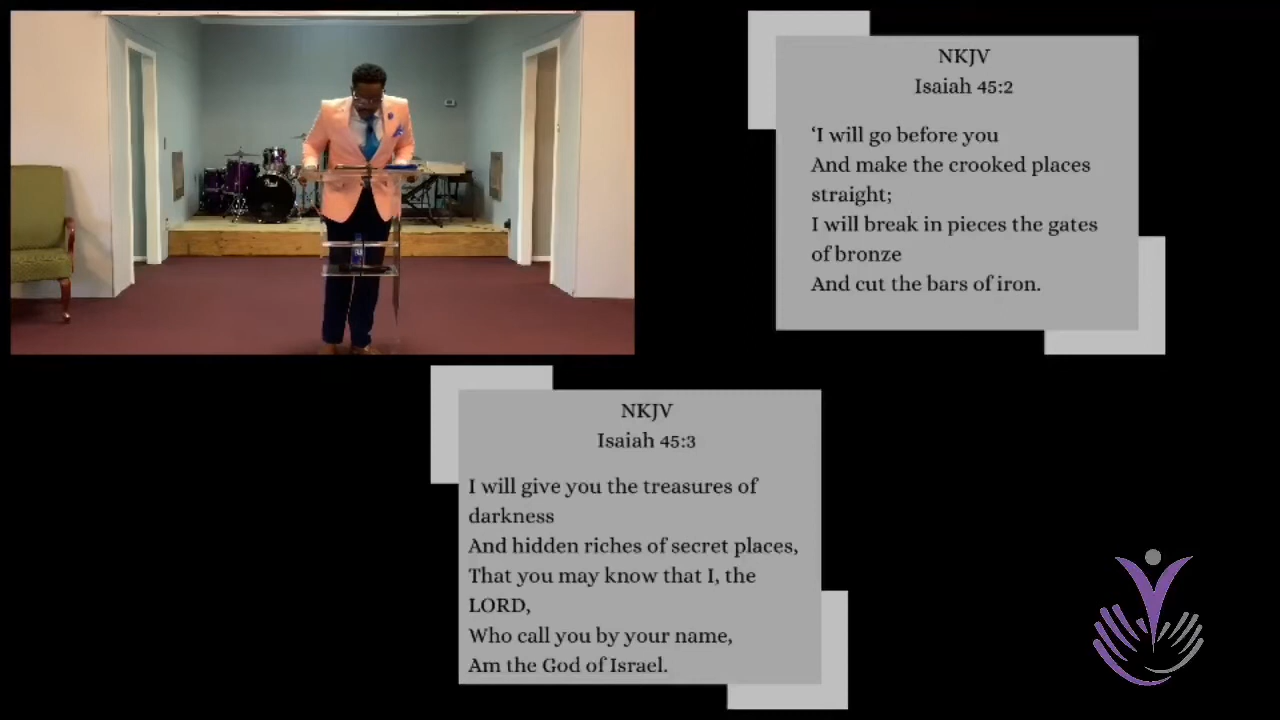 NKJV
Isaiah 45:2
‘I will go before you
And make the crooked places
straight;
I will break in pieces the gates
of bronze
And cut the bars of iron.
NKJV
Isaiah 45:3
I will give you the treasures of
darkness
And hidden riches of secret places,
That you may know that I, the
LORD,
Who call you by your name,
Am the God of Israel.